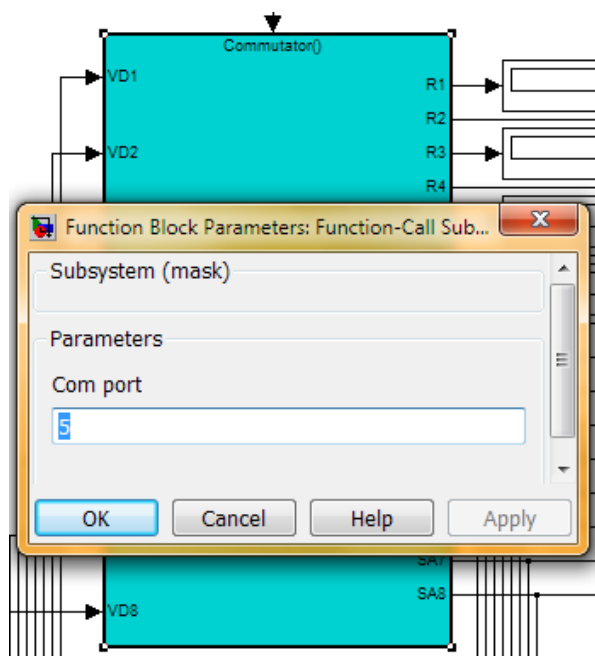 Commutator()
VD1
R1
R2
VD2
R3
R4
Function Block Parameters: Function-Call Sub...
Subsystem (mask)
Parameters
Com port
5
OK
Cancel
Help
Apply
SA7
SA8
VD8